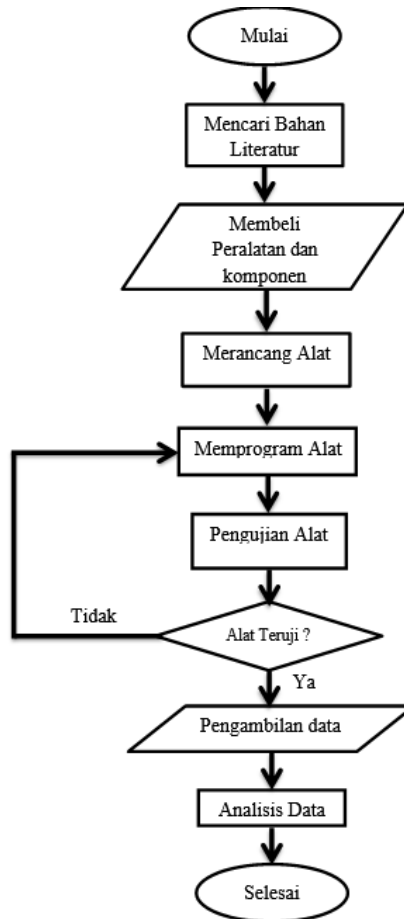 Mulai
Mencari Bahan
Literatur
Membeli
Peralatan dan
komponen
Merancang Alat
Memprogram Alat
Pengujian Alat
Tidak
Alat Teruji ?
Ya
Pengambilan data
Analisis Data
Selesai